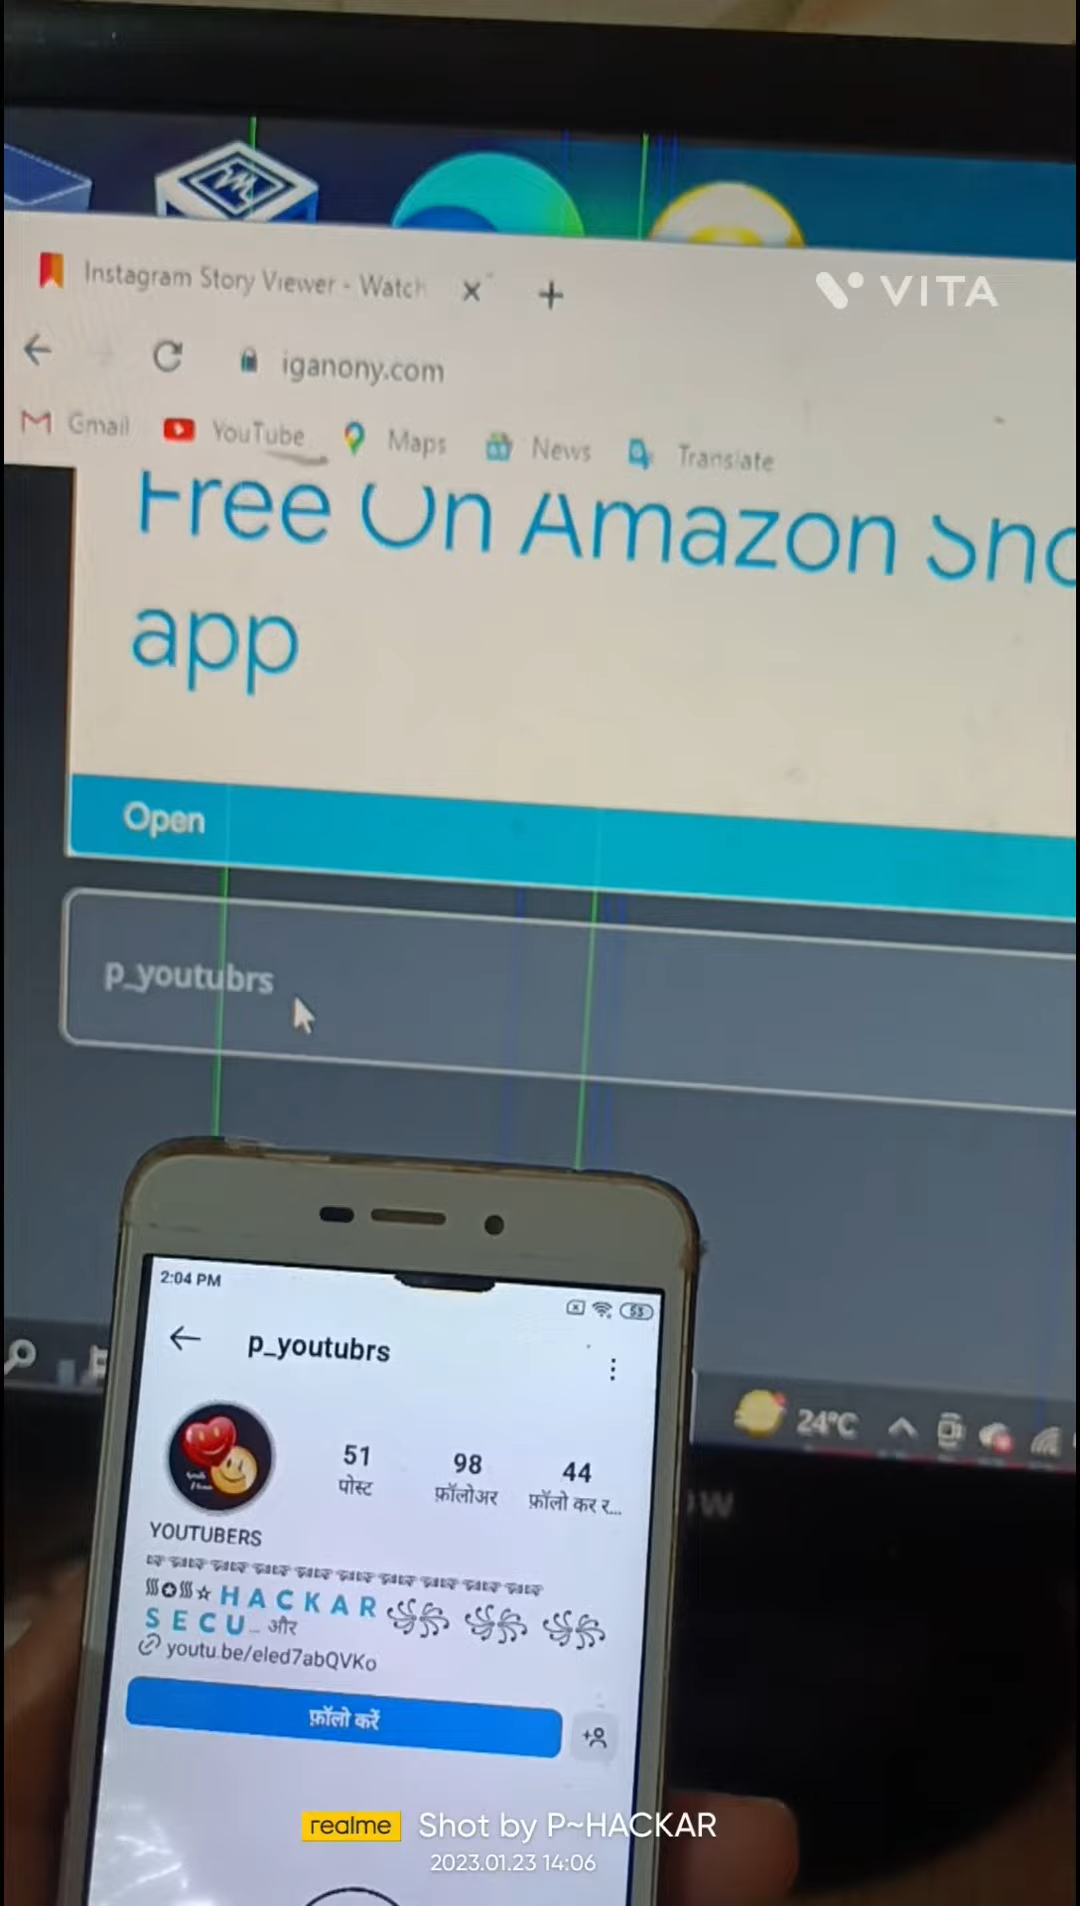 Instagram Story Viewer - Watch
VITA
iganony.com
Gmail YouTube Maps News Translate
Free On Amazon
app
Open
p_youtubrs
2:04 PM
53
p_youtubrs
51 98 44
पोस्ट फ़ॉलोअर फ़ॉलो कर र...
YOUTUBERS
HACKAR
SECU... और
youtu.be/eled7abQVKo
फ़ॉलो करें
24°C
realme Shot by P~HACKAR
2023.01.23 14:06